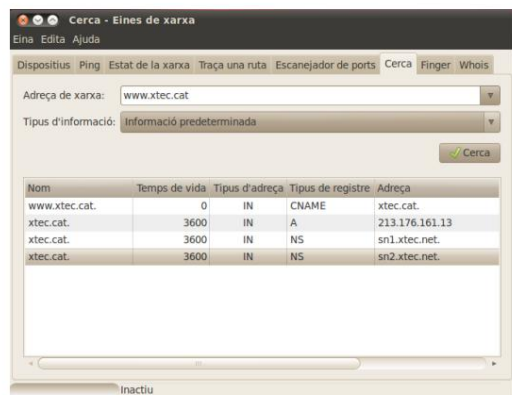 Cerca - Eines de xarxa
Eina Edita Ajuda
Dispositius Ping Estat de la xarxa Traça una ruta Escanejador de ports Cerca Finger Whois
Adreça de xarxa: www.xtec.cat
Tipus d'informació: Informació predeterminada
Cerca
Nom Temps de vida Tipus d'adreça Tipus de registre Adreça
www.xtec.cat. 0 IN CNAME xtec.cat.
xtec.cat. 3600 IN A 213.176.161.13
xtec.cat. 3600 IN NS sn1.xtec.net.
xtec.cat. 3600 IN NS sn2.xtec.net.
Inactiu